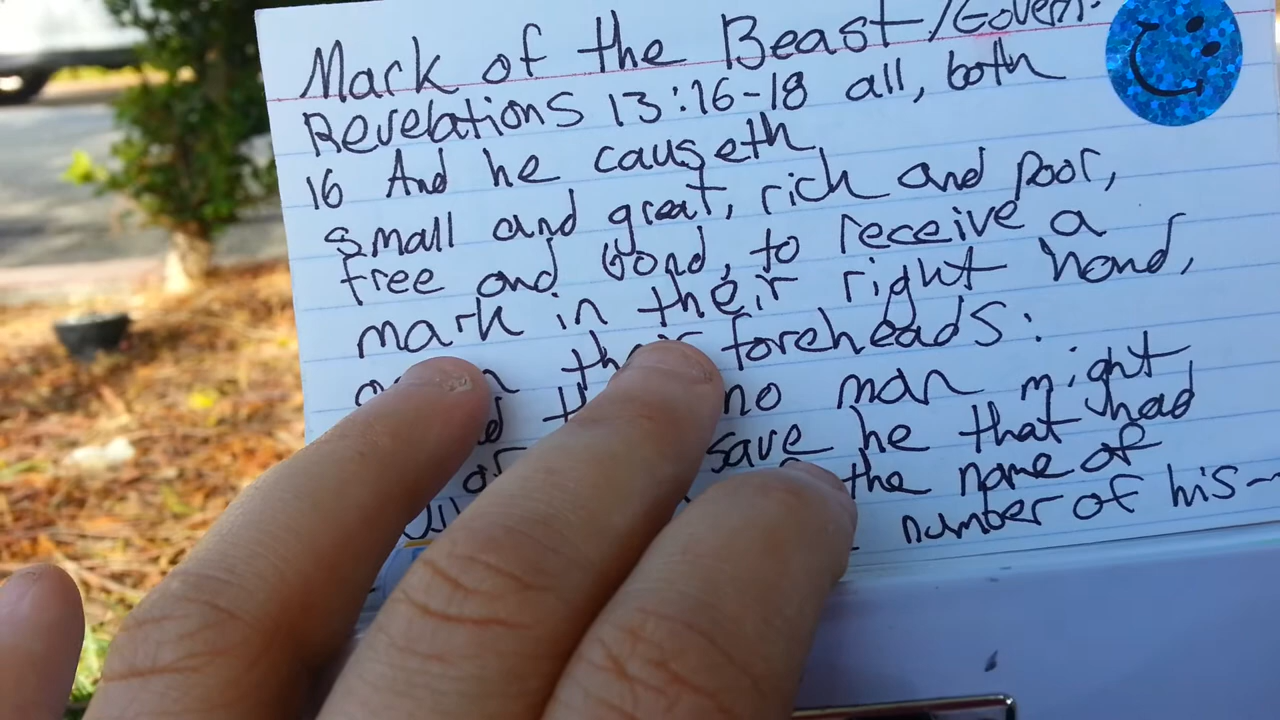 Mark of the Beast/Govern.
Revelations 13:16-18 all, both
16 And he causeth,
small and great, rich and poor,
free and bond, to receive a
mark in their right hand,
their foreheads:
no man might
save he that had
the name of
number of his-